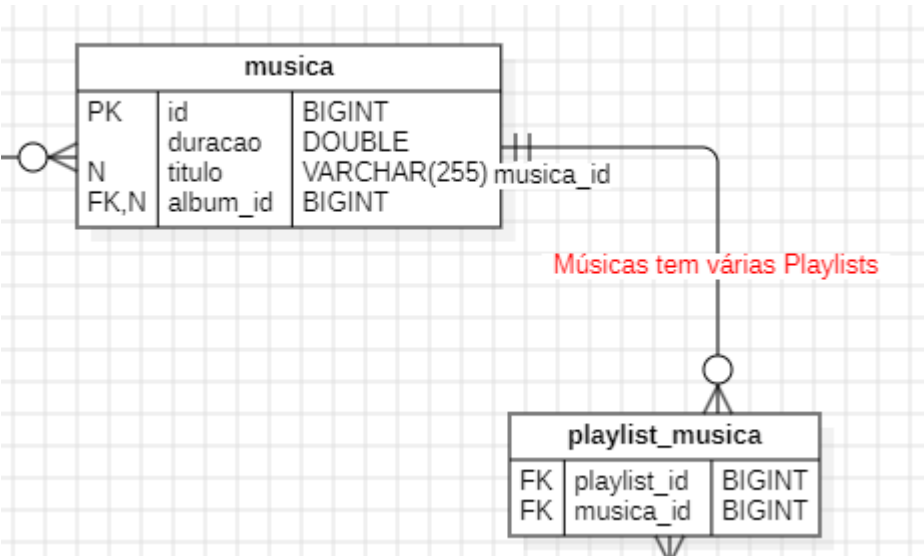 musica
PK id BIGINT
duracao DOUBLE
N titulo VARCHAR(255)
FK,N album_id BIGINT
musica_id
Músicas tem várias Playlists
playlist_musica
FK playlist_id BIGINT
FK musica_id BIGINT